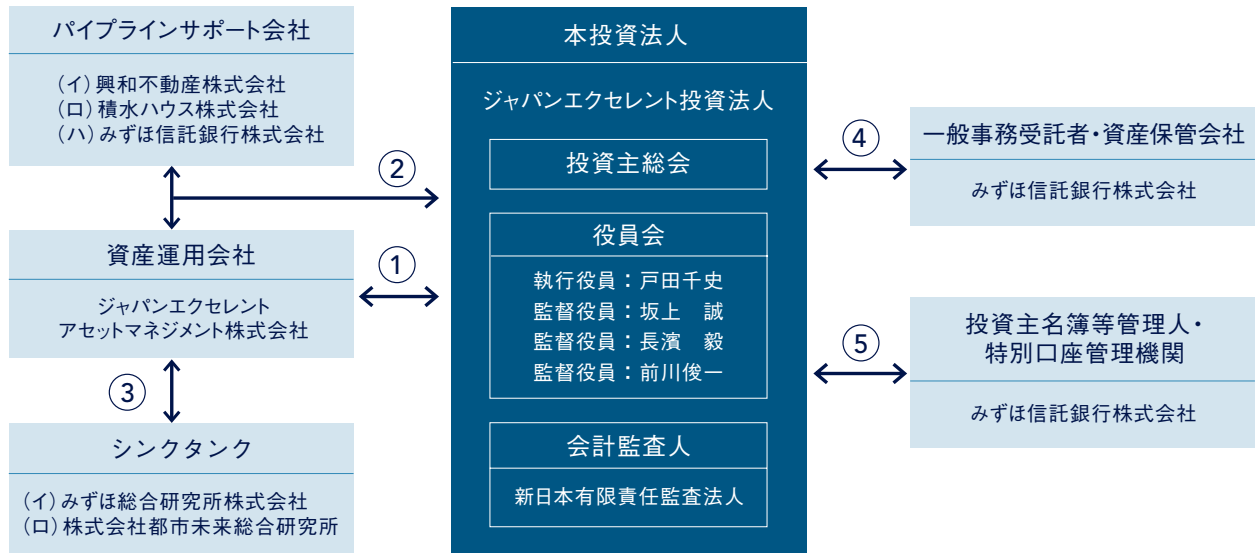 パイプラインサポート会社
(イ)興和不動産株式会社
(ロ)積水ハウス株式会社
(ハ)みずほ信託銀行株式会社
②
資産運用会社
ジャパンエクセレント
アセットマネジメント株式会社
①
③
シンクタンク
(イ)みずほ総合研究所株式会社
(ロ)株式会社都市未来総合研究所
本投資法人
ジャパンエクセレント投資法人
投資主総会
役員会
執行役員:戸田千史
監督役員:坂上 誠
監督役員:長濱 毅
監督役員:前川俊一
会計監査人
新日本有限責任監査法人
④
一般事務受託者・資産保管会社
みずほ信託銀行株式会社
⑤
投資主名簿等管理人・
特別口座管理機関
みずほ信託銀行株式会社